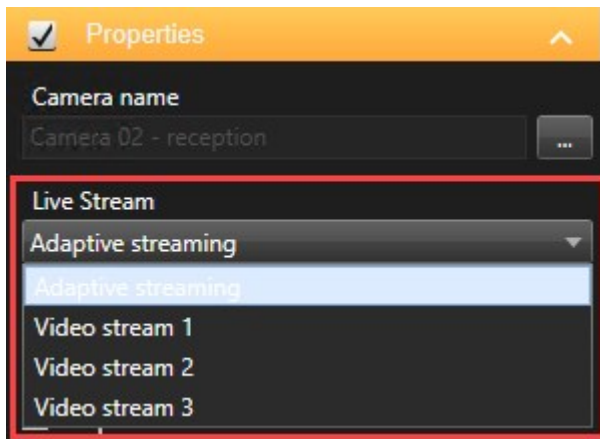 Properties
Camera name
Camera 02 - reception
...
Live Stream
Adaptive streaming
Adaptive streaming
Video stream 1
Video stream 2
Video stream 3